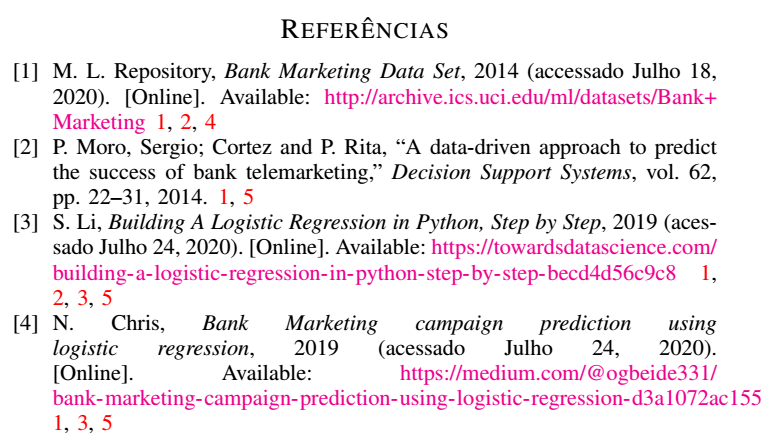 REFERÊNCIAS
[1] M. L. Repository, Bank Marketing Data Set, 2014 (accessado Julho 18,
2020). [Online]. Available: http://archive.ics.uci.edu/ml/datasets/Bank+
Marketing 1, 2, 4
[2] P. Moro, Sergio; Cortez and P. Rita, “A data-driven approach to predict
the success of bank telemarketing,” Decision Support Systems, vol. 62,
pp. 22–31, 2014. 1, 5
[3] S. Li, Building A Logistic Regression in Python, Step by Step, 2019 (aces-
sado Julho 24, 2020). [Online]. Available: https://towardsdatascience.com/
building-a-logistic-regression-in-python-step-by-step-becd4d56c9c8 1,
2, 3, 5
[4] N. Chris, Bank Marketing campaign prediction using
logistic regression, 2019 (acessado Julho 24, 2020).
[Online]. Available: https://medium.com/@ogbeide331/
bank-marketing-campaign-prediction-using-logistic-regression-d3a1072ac155
1, 3, 5